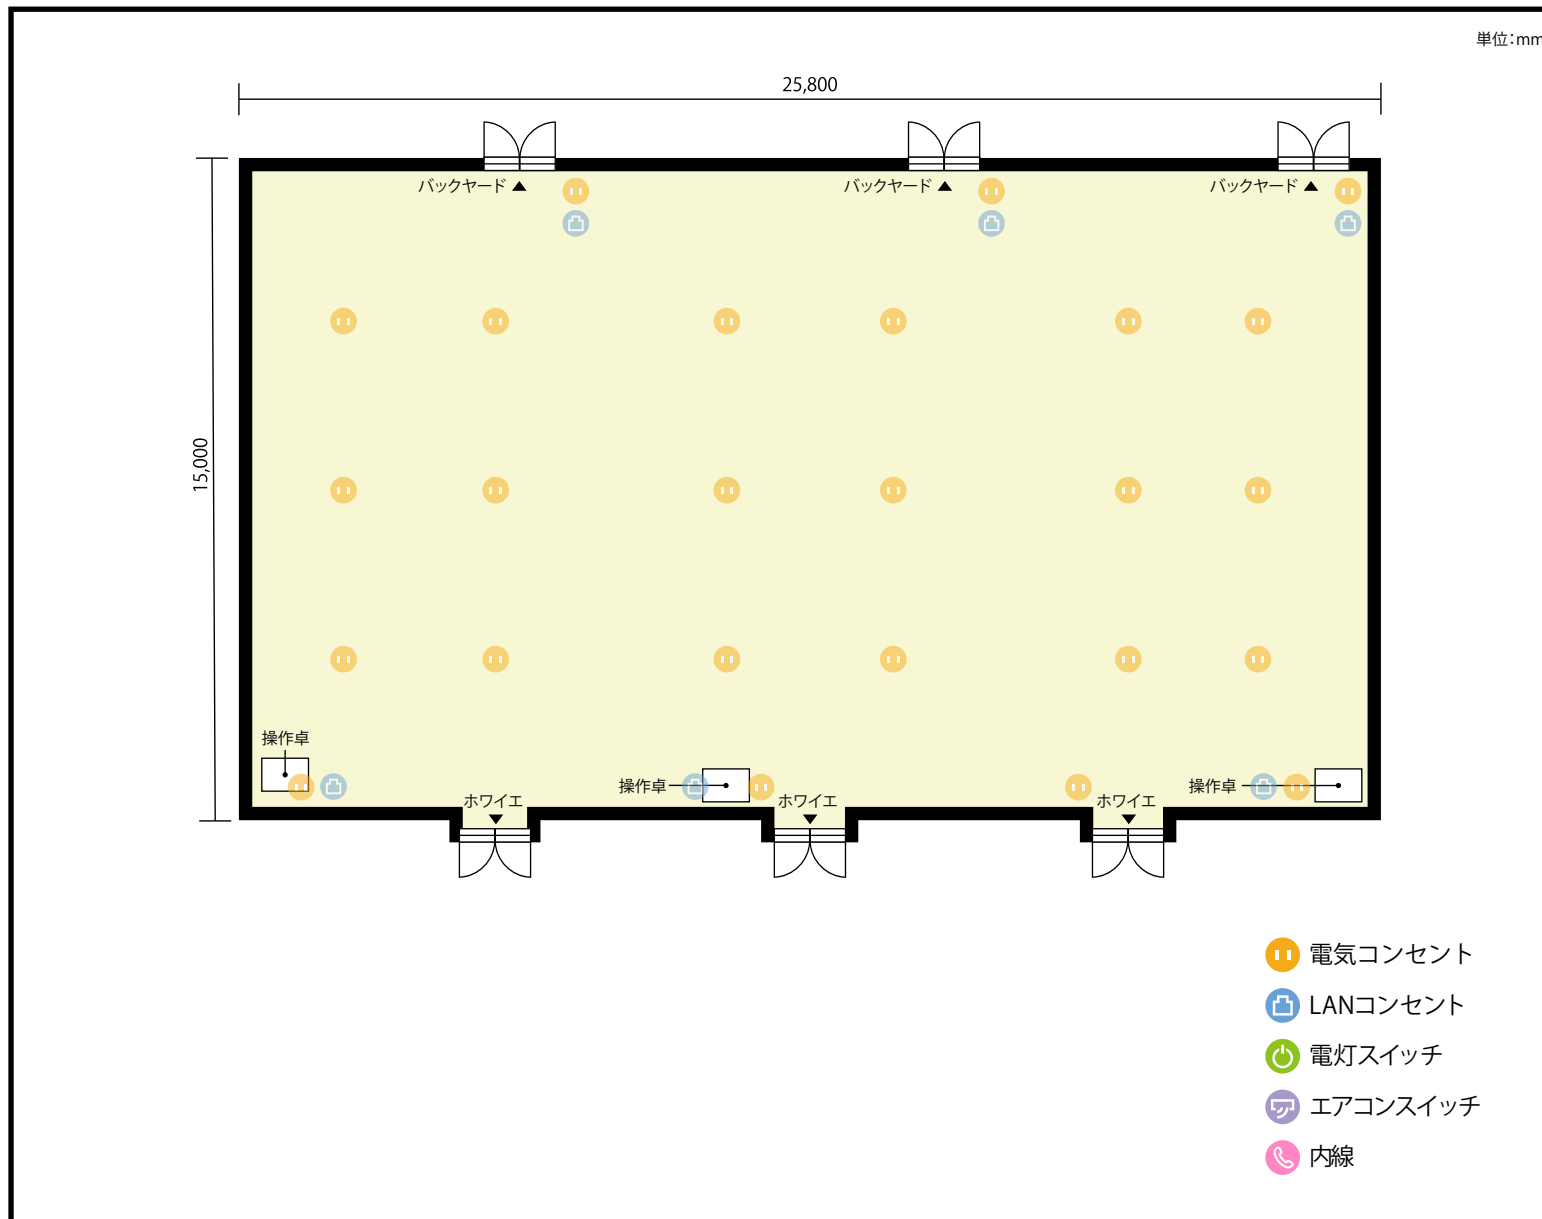 単位：mm
25,800
バックヤード ▲
バックヤード ▲
バックヤード ▲
15,000
操作卓
操作卓
操作卓
ホワイエ
ホワイエ
ホワイエ
電気コンセント
LANコンセント
電灯スイッチ
エアコンスイッチ
内線